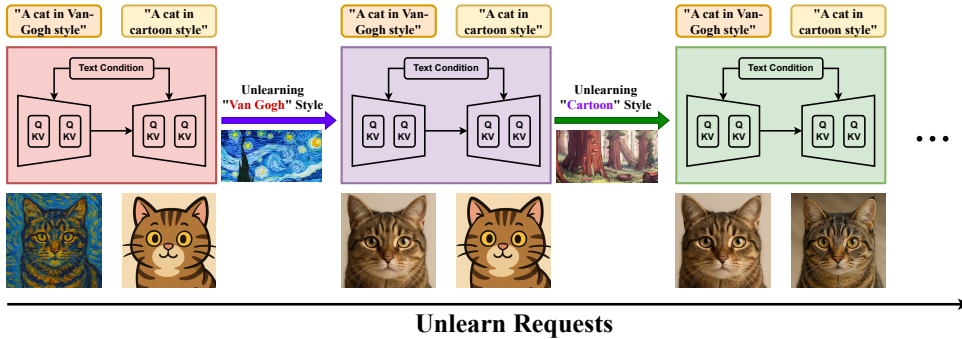 "A cat in Van-
Gogh style"
"A cat in
cartoon style"
"A cat in Van-
Gogh style"
"A cat in
cartoon style"
"A cat in Van-
Gogh style"
"A cat in
cartoon style"
Text Condition
Q
KV
Q
KV
Q
KV
Q
KV
Unlearning
"Van Gogh" Style
Text Condition
Q
KV
Q
KV
Q
KV
Q
KV
Unlearning
"Cartoon" Style
Text Condition
Q
KV
Q
KV
Q
KV
Q
KV
...
Unlearn Requests